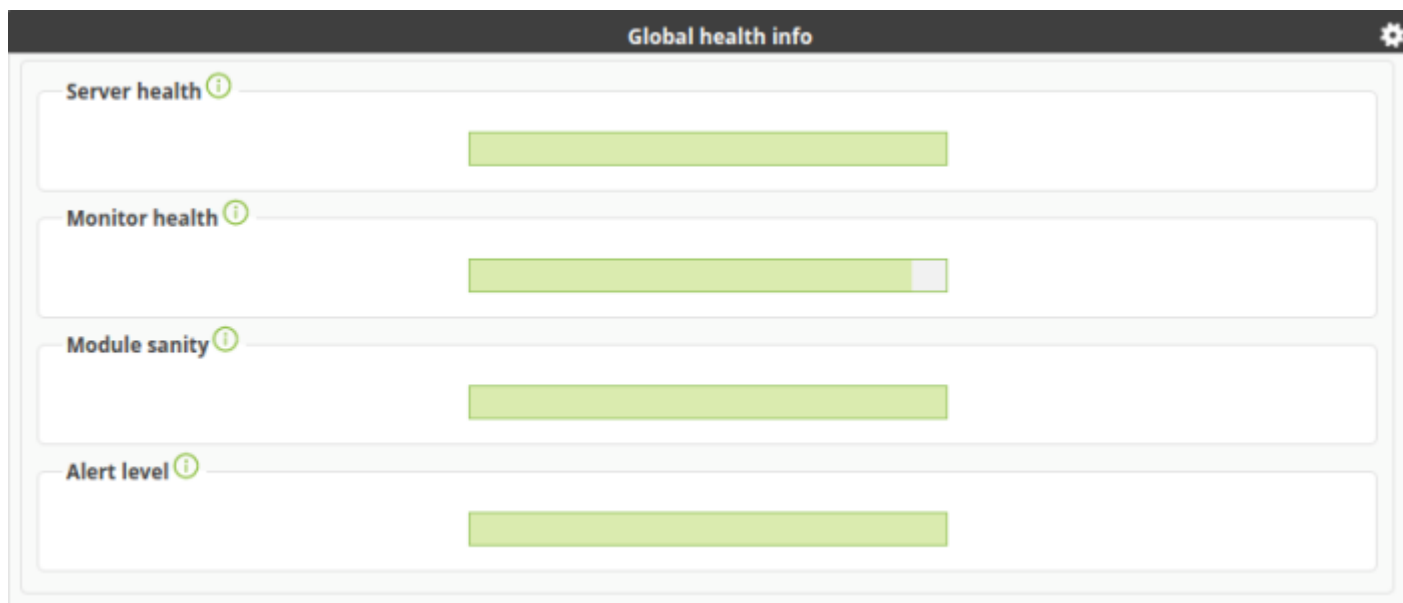 Global health info
Server health
Monitor health
Module sanity
Alert level